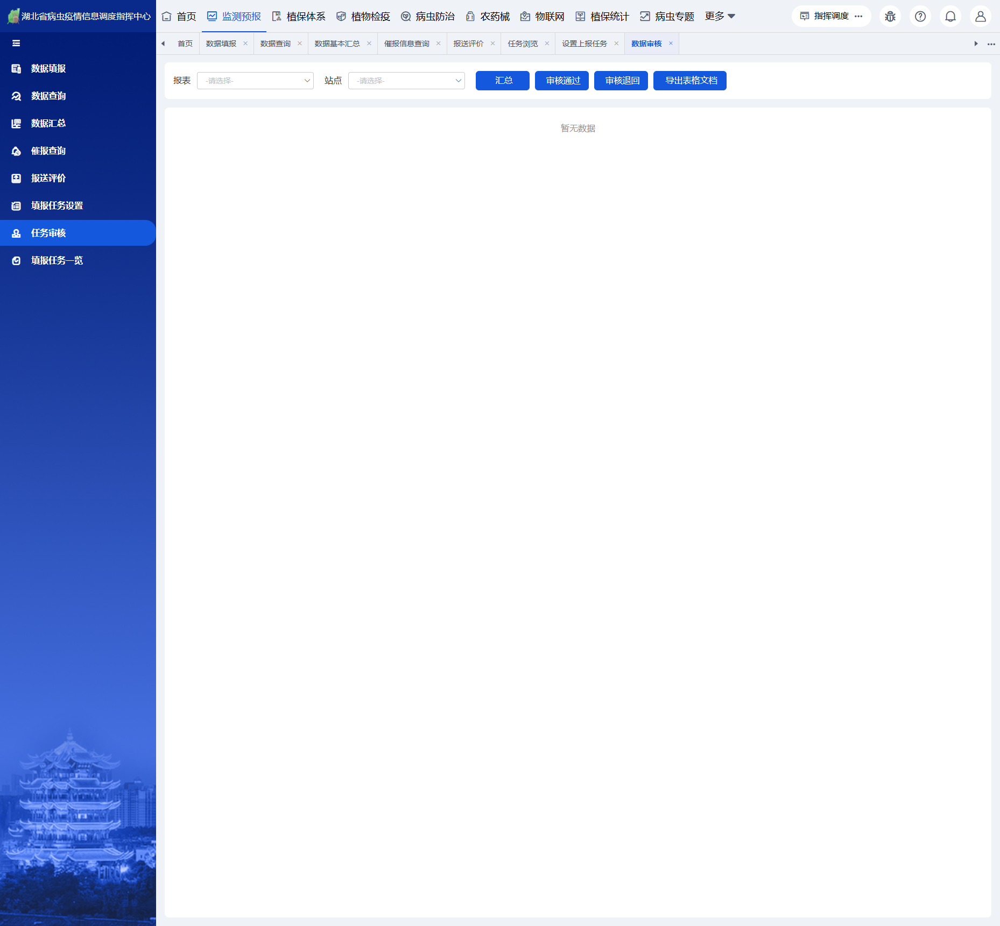 湖北省病虫疫情信息调度指挥中心
首页 监测预报 植保体系 植物检疫 病虫防治 农药械 物联网 植保统计 病虫专题 更多 指挥调度
首页 数据填报 数据查询 数据基本汇总 催报信息查询 报送评价 任务浏览 设置上报任务 数据审核
数据填报
数据查询
数据汇总
催报查询
报送评价
填报任务设置
任务审核
填报任务一览
报表 -请选择- 站点 -请选择- 汇总 审核通过 审核退回 导出表格文档
暂无数据